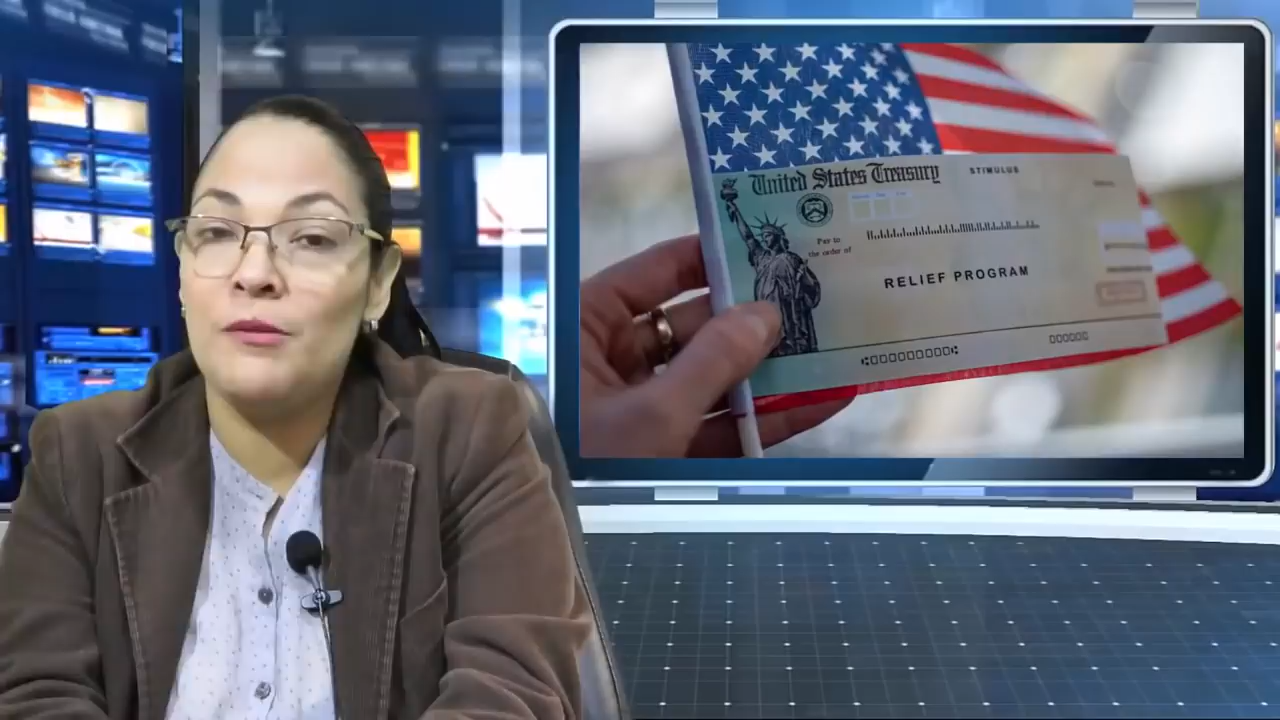 United States Treasury
STIMULUS
Pay to
the order of
RELIEF PROGRAM